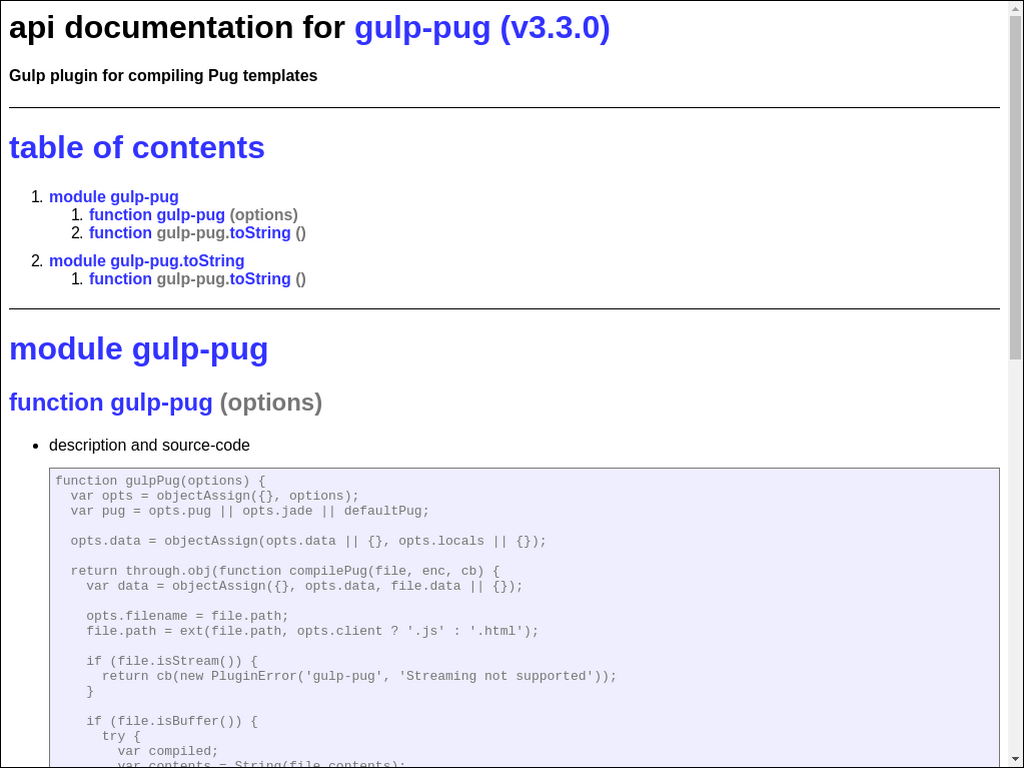 api documentation for gulp-pug (v3.3.0)
Gulp plugin for compiling Pug templates
table of contents
1. module gulp-pug
1. function gulp-pug (options)
2. function gulp-pug.toString ()
2. module gulp-pug.toString
1. function gulp-pug.toString ()
module gulp-pug
function gulp-pug (options)
• description and source-code
function gulpPug(options) {
  var opts = objectAssign({}, options);
  var pug = opts.pug || opts.jade || defaultPug;
  opts.data = objectAssign(opts.data || {}, opts.locals || {});
  return through.obj(function compilePug(file, enc, cb) {
    var data = objectAssign({}, opts.data, file.data || {});
    opts.filename = file.path;
    file.path = ext(file.path, opts.client ? '.js' : '.html');
    if (file.isStream()) {
      return cb(new PluginError('gulp-pug', 'Streaming not supported'));
    }
    if (file.isBuffer()) {
      try {
        var compiled;
        var contents = String(file.contents);